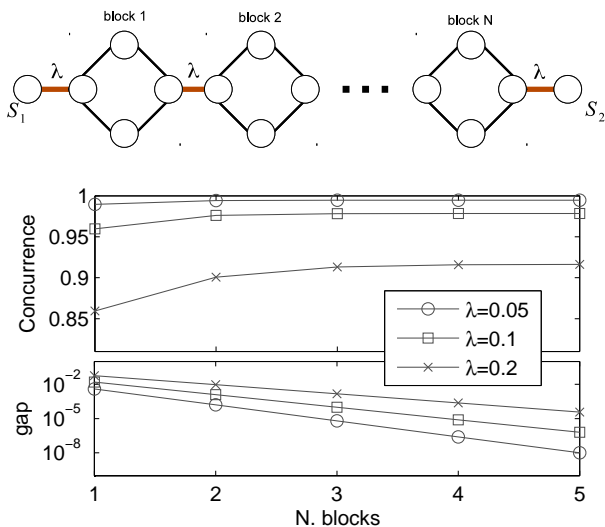 block 1 block 2 block N
λ λ λ
S₁ S₂
Concurrence
1
0.95
0.9
0.85
λ=0.05
λ=0.1
λ=0.2
gap
10⁻²
10⁻⁵
10⁻⁸
1 2 3 4 5
N. blocks